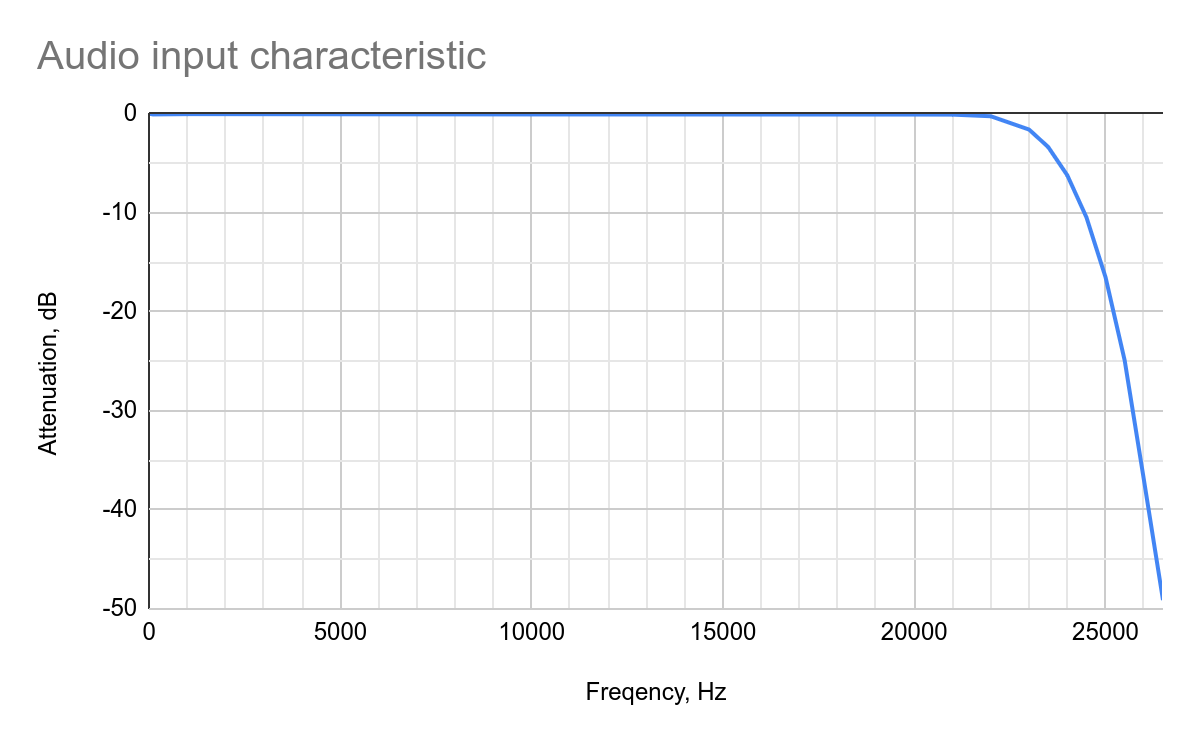 Audio input characteristic
0
-10
-20
-30
-40
-50
Attenuation, dB
0 5000 10000 15000 20000 25000
Freqency, Hz